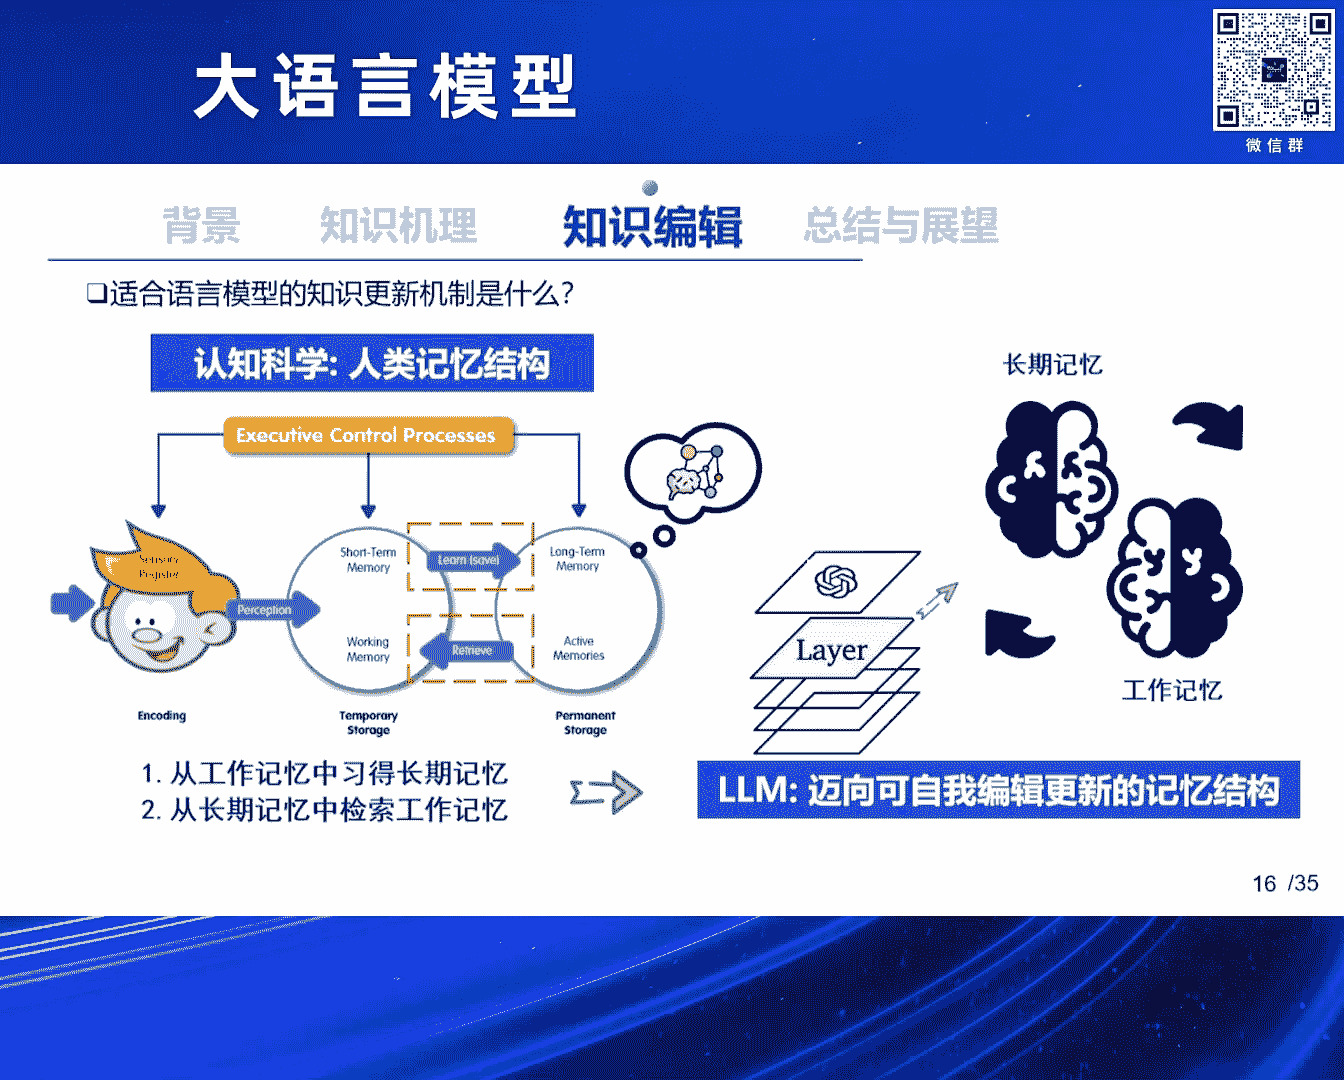 大语言模型
微信群
背景
知识机理
知识编辑
总结与展望
适合语言模型的知识更新机制是什么?
认知科学: 人类记忆结构
Executive Control Processes
Sensory
Register
Perception
Short-Term
Memory
Learn (save)
Long-Term
Memory
Working
Memory
Retrieve
Active
Memories
Encoding
Temporary
Storage
Permanent
Storage
1. 从工作记忆中习得长期记忆
2. 从长期记忆中检索工作记忆
Layer
长期记忆
工作记忆
LLM: 迈向可自我编辑更新的记忆结构
16 /35